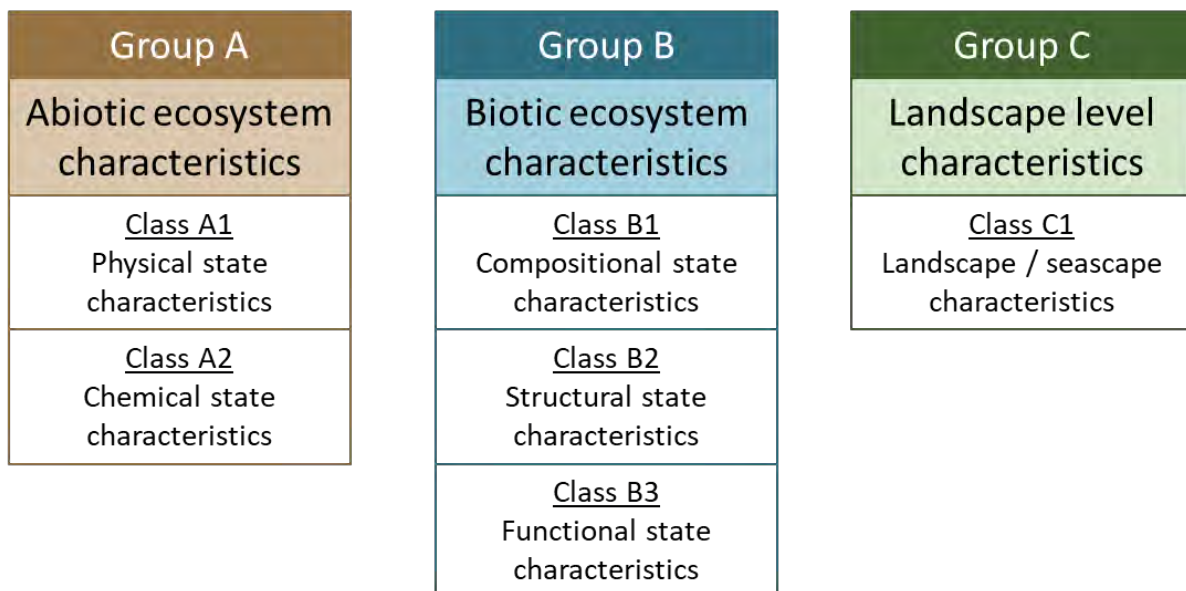 Group A
Abiotic ecosystem
characteristics
Class A1
Physical state
characteristics
Class A2
Chemical state
characteristics
Group B
Biotic ecosystem
characteristics
Class B1
Compositional state
characteristics
Class B2
Structural state
characteristics
Class B3
Functional state
characteristics
Group C
Landscape level
characteristics
Class C1
Landscape / seascape
characteristics